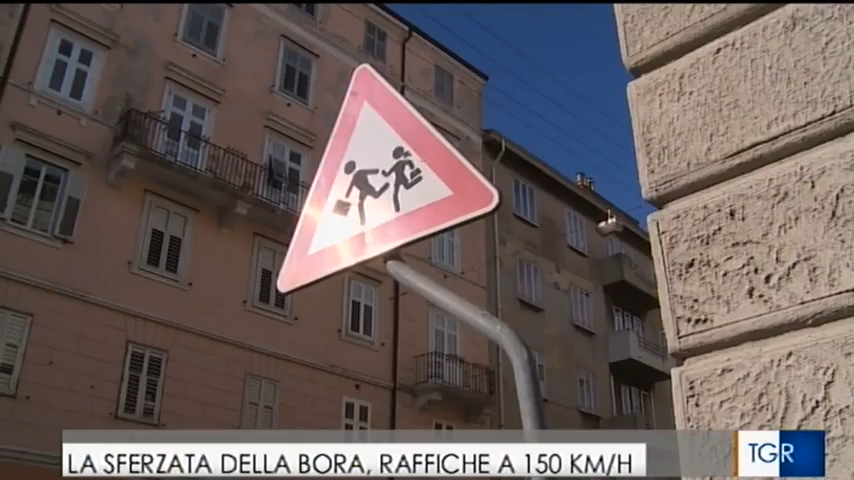 LA SFERZATA DELLA BORA, RAFFICHE A 150 KM/H
TGR